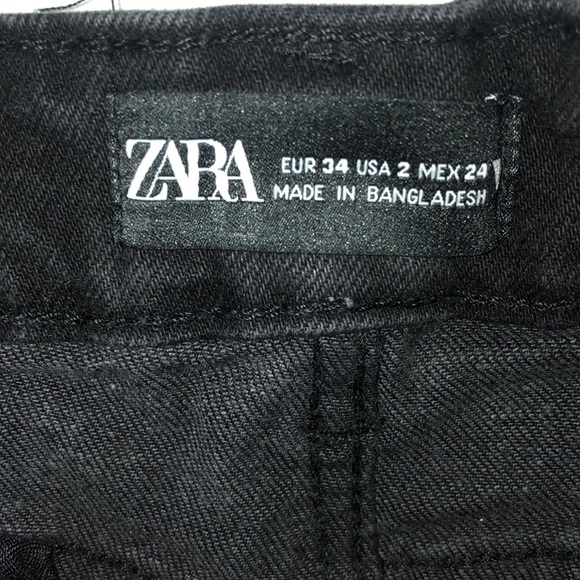 ZARA
EUR 34 USA 2 MEX 24
MADE IN BANGLADESH